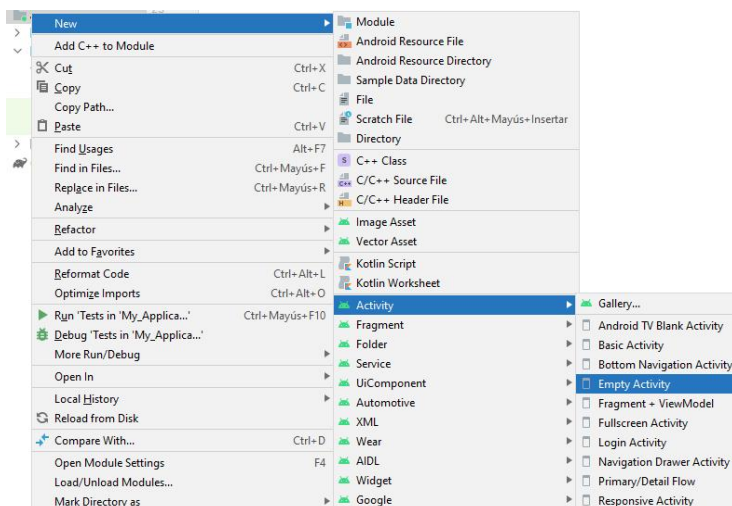 New
Add C++ to Module
Cut Ctrl+X
Copy Ctrl+C
Copy Path...
Paste Ctrl+V
Find Usages Alt+F7
Find in Files... Ctrl+Mayús+F
Replace in Files... Ctrl+Mayús+R
Analyze
Refactor
Add to Favorites
Reformat Code Ctrl+Alt+L
Optimize Imports Ctrl+Alt+O
Run 'Tests in 'My_Applica...' Ctrl+Mayús+F10
Debug 'Tests in 'My_Applica...'
More Run/Debug
Open In
Local History
Reload from Disk
Compare With... Ctrl+D
Open Module Settings F4
Load/Unload Modules...
Mark Directory as
Module
Android Resource File
Android Resource Directory
Sample Data Directory
File
Scratch File Ctrl+Alt+Mayús+Insertar
Directory
S C++ Class
C++ C/C++ Source File
H C/C++ Header File
Image Asset
Vector Asset
Kotlin Script
Kotlin Worksheet
Activity
Fragment
Folder
Service
UiComponent
Automotive
XML
Wear
AIDL
Widget
Google
Gallery...
Android TV Blank Activity
Basic Activity
Bottom Navigation Activity
Empty Activity
Fragment + ViewModel
Fullscreen Activity
Login Activity
Navigation Drawer Activity
Primary/Detail Flow
Responsive Activity